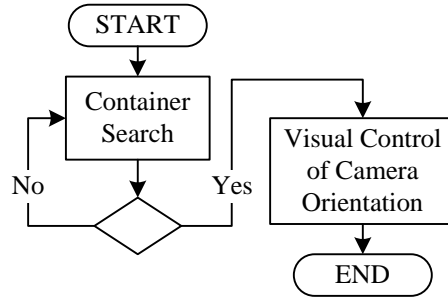 START
Container
Search
No
Yes
Visual Control
of Camera
Orientation
END